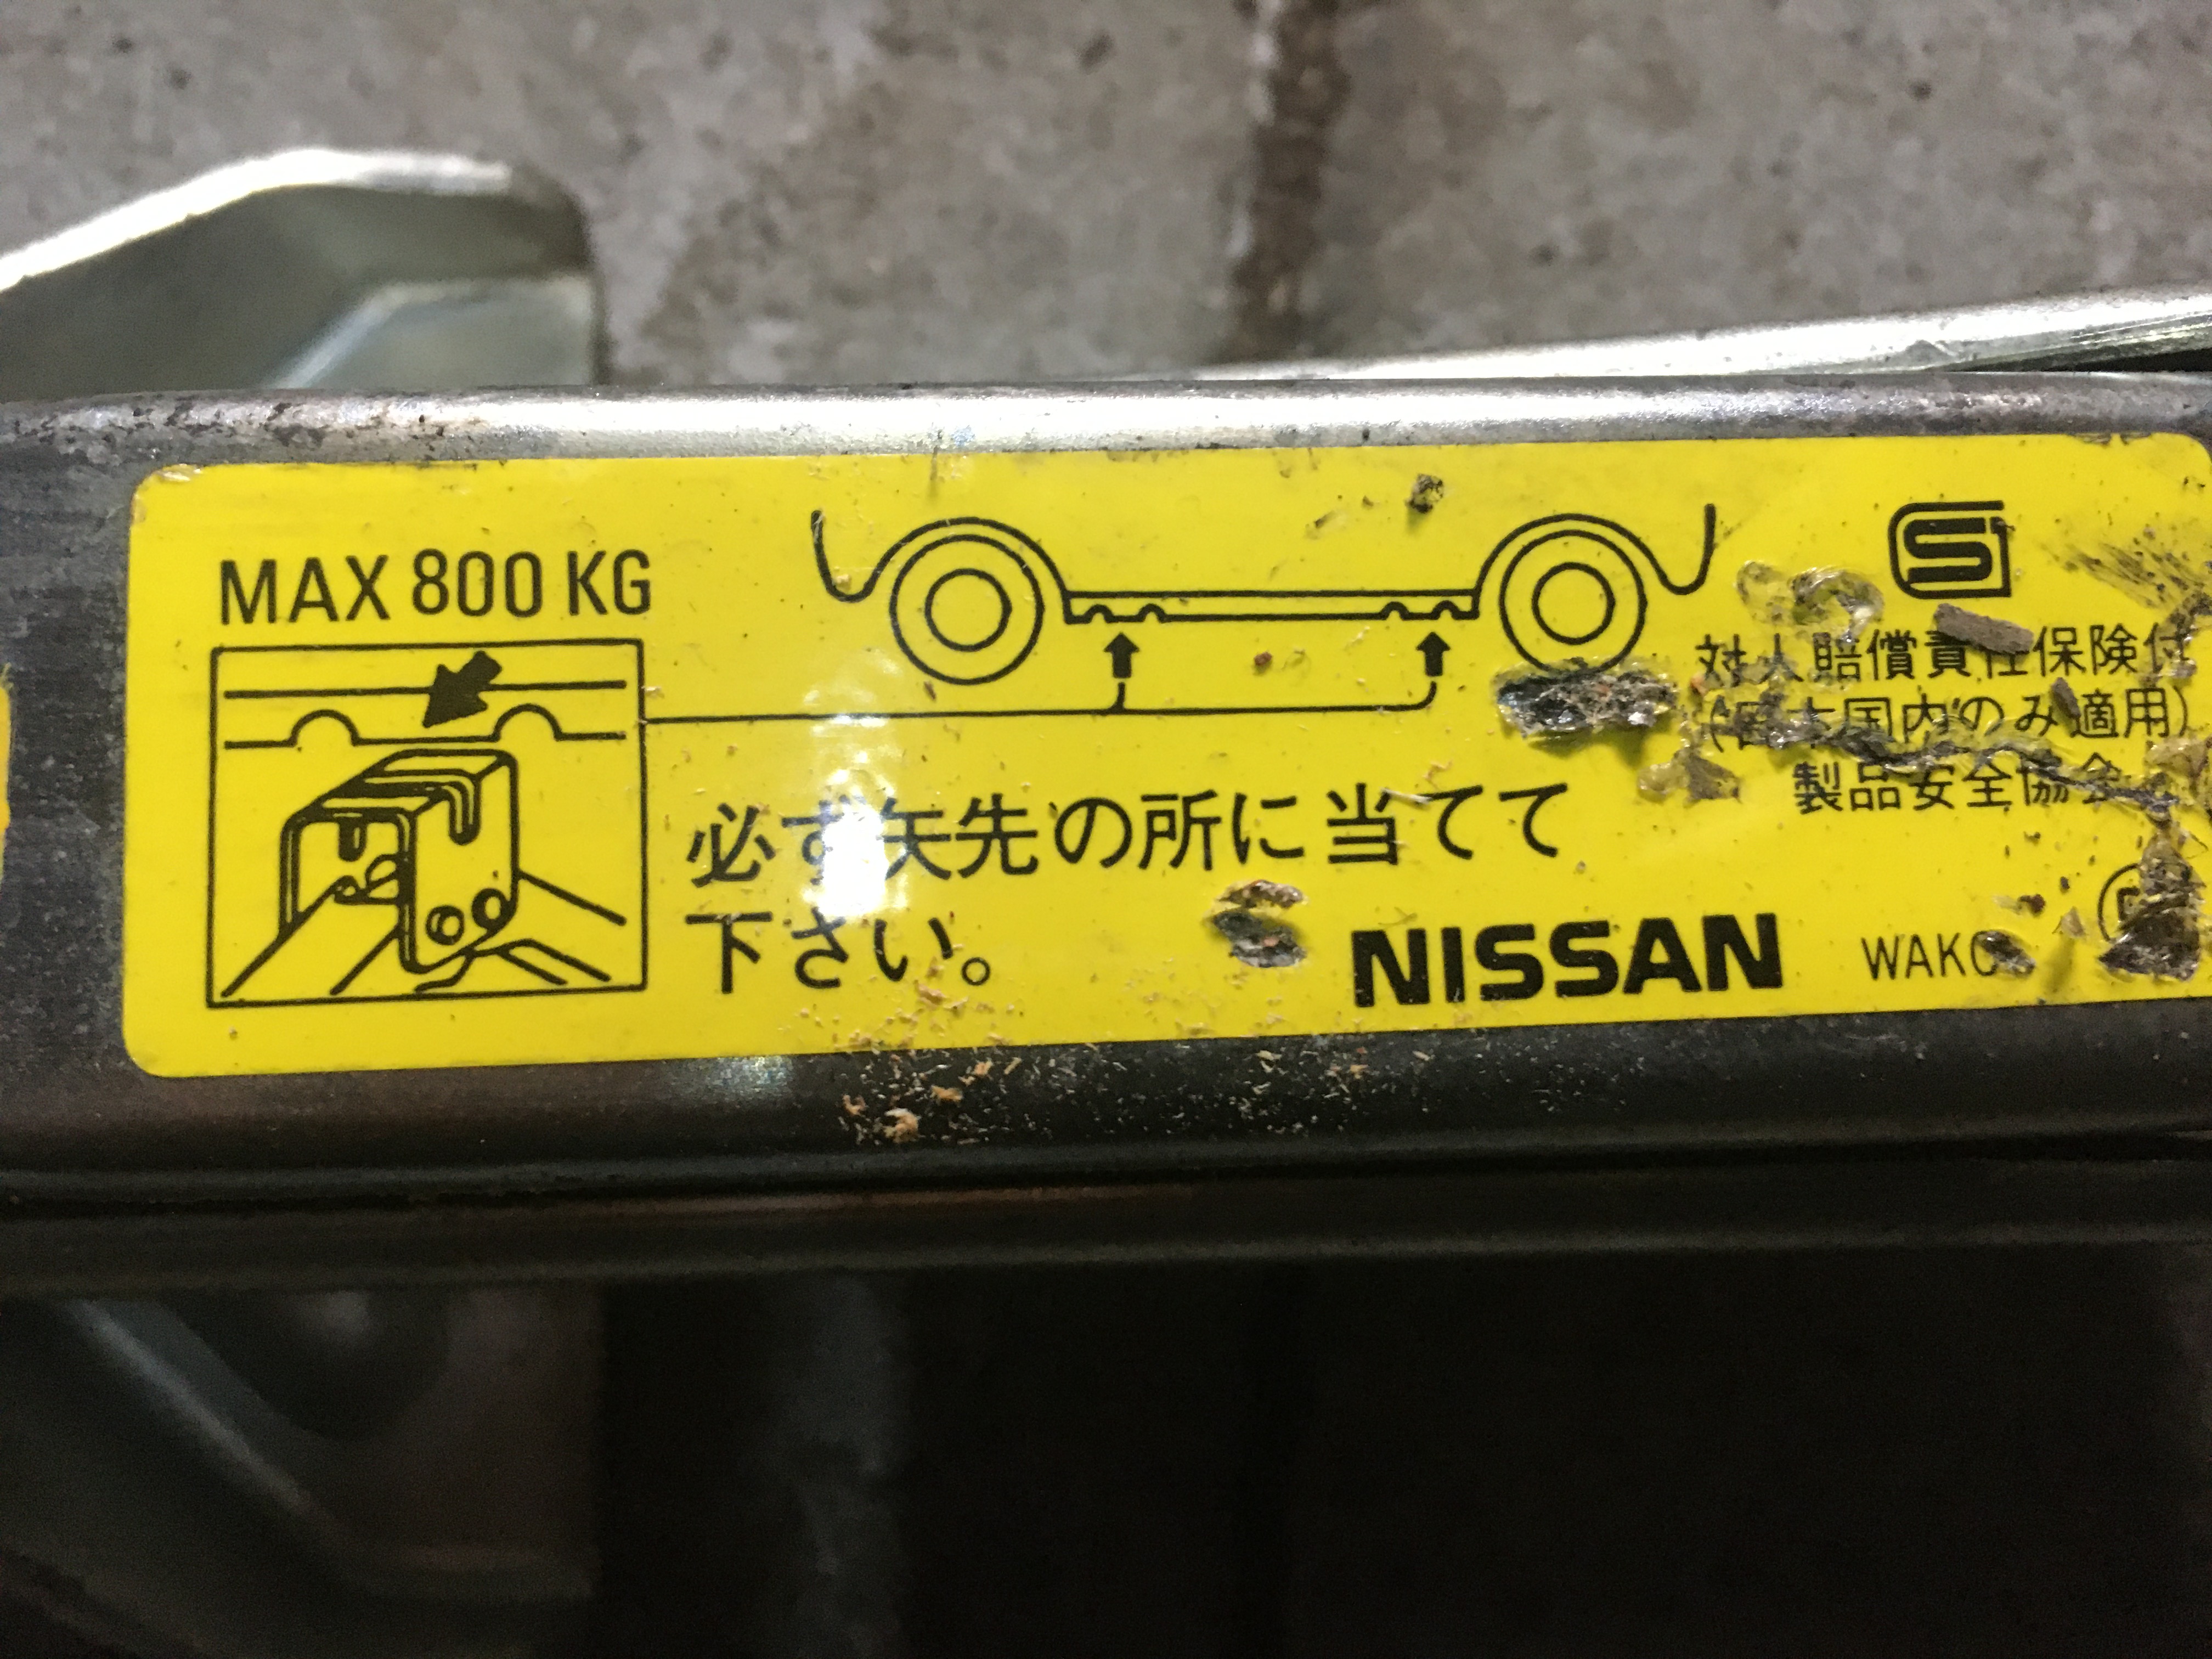 MAX 800 KG
必ず矢先の所に当てて
下さい。
対人賠償責任保険付
(日本国内のみ適用)
製品安全協会
NISSAN